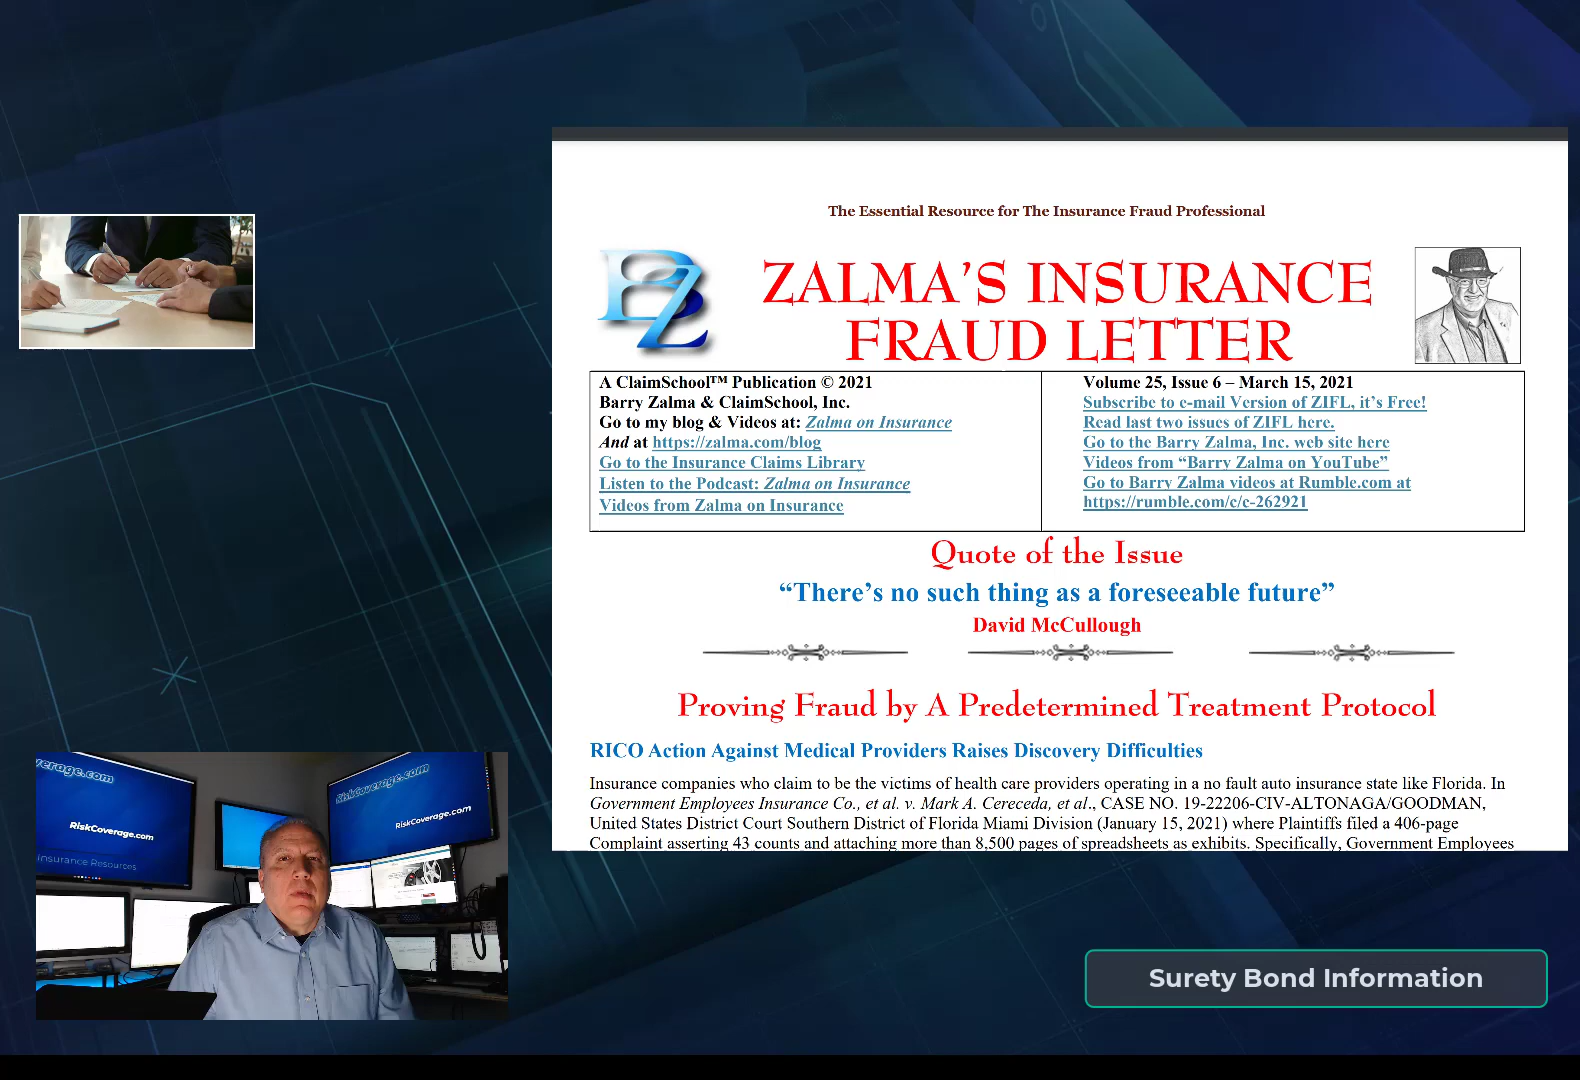 The Essential Resource for The Insurance Fraud Professional
BZ
ZALMA'S INSURANCE
FRAUD LETTER
A ClaimSchool™ Publication © 2021
Barry Zalma & ClaimSchool, Inc.
Go to my blog & Videos at: Zalma on Insurance
And at https://zalma.com/blog
Go to the Insurance Claims Library
Listen to the Podcast: Zalma on Insurance
Videos from Zalma on Insurance
Volume 25, Issue 6 – March 15, 2021
Subscribe to e-mail Version of ZIFL, it's Free!
Read last two issues of ZIFL here.
Go to the Barry Zalma, Inc. web site here
Videos from “Barry Zalma on YouTube”
Go to Barry Zalma videos at Rumble.com at
https://rumble.com/c/c-262921
Quote of the Issue
“There’s no such thing as a foreseeable future”
David McCullough
Proving Fraud by A Predetermined Treatment Protocol
RICO Action Against Medical Providers Raises Discovery Difficulties
Insurance companies who claim to be the victims of health care providers operating in a no fault auto insurance state like Florida. In
Government Employees Insurance Co., et al. v. Mark A. Cereceda, et al., CASE NO. 19-22206-CIV-ALTONAGA/GOODMAN,
United States District Court Southern District of Florida Miami Division (January 15, 2021) where Plaintiffs filed a 406-page
Complaint asserting 43 counts and attaching more than 8,500 pages of spreadsheets as exhibits. Specifically, Government Employees
verage.com
RiskCoverage.com
Insurance Resources
RiskCoverage.com
RiskCoverage.com
Surety Bond Information